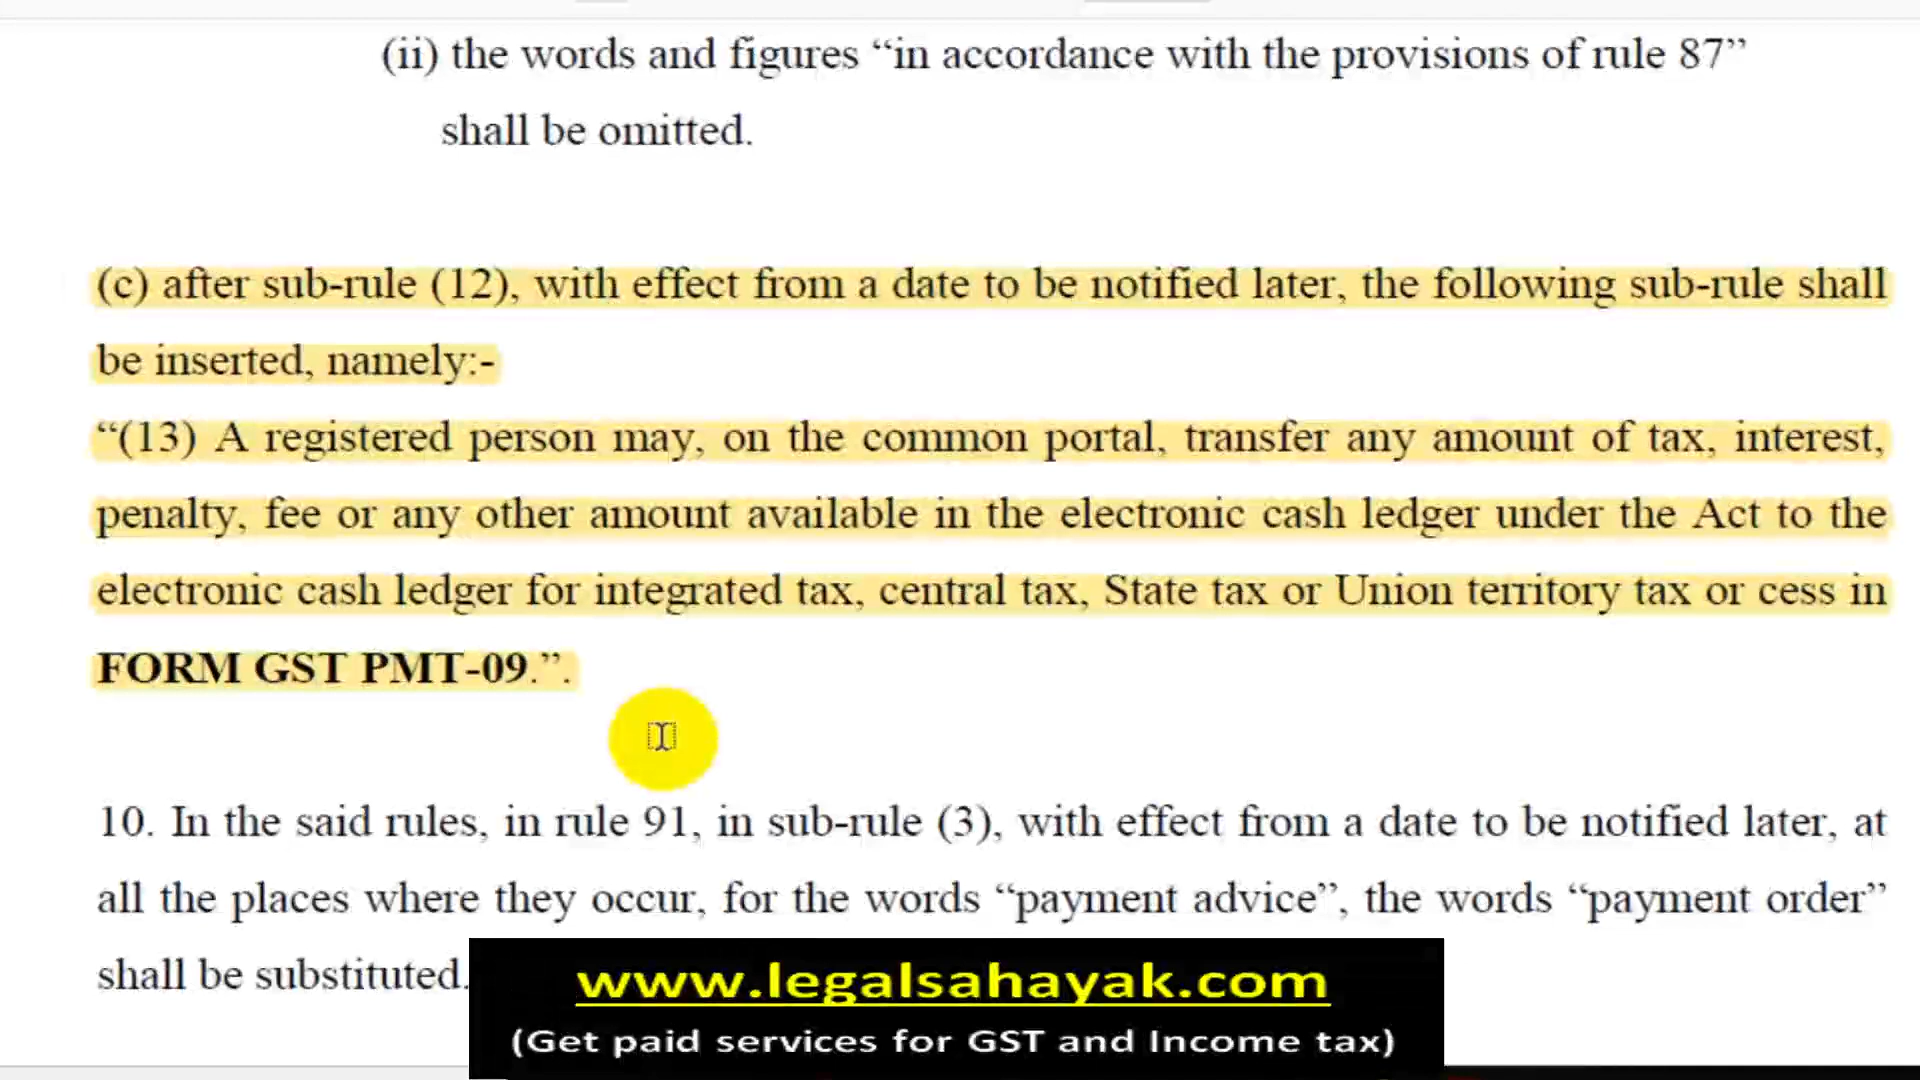 (ii) the words and figures “in accordance with the provisions of rule 87”
shall be omitted.
(c) after sub-rule (12), with effect from a date to be notified later, the following sub-rule shall
be inserted, namely:-
“(13) A registered person may, on the common portal, transfer any amount of tax, interest,
penalty, fee or any other amount available in the electronic cash ledger under the Act to the
electronic cash ledger for integrated tax, central tax, State tax or Union territory tax or cess in
FORM GST PMT-09.”.
10. In the said rules, in rule 91, in sub-rule (3), with effect from a date to be notified later, at
all the places where they occur, for the words “payment advice”, the words “payment order”
shall be substituted.
www.legalsahayak.com
(Get paid services for GST and Income tax)